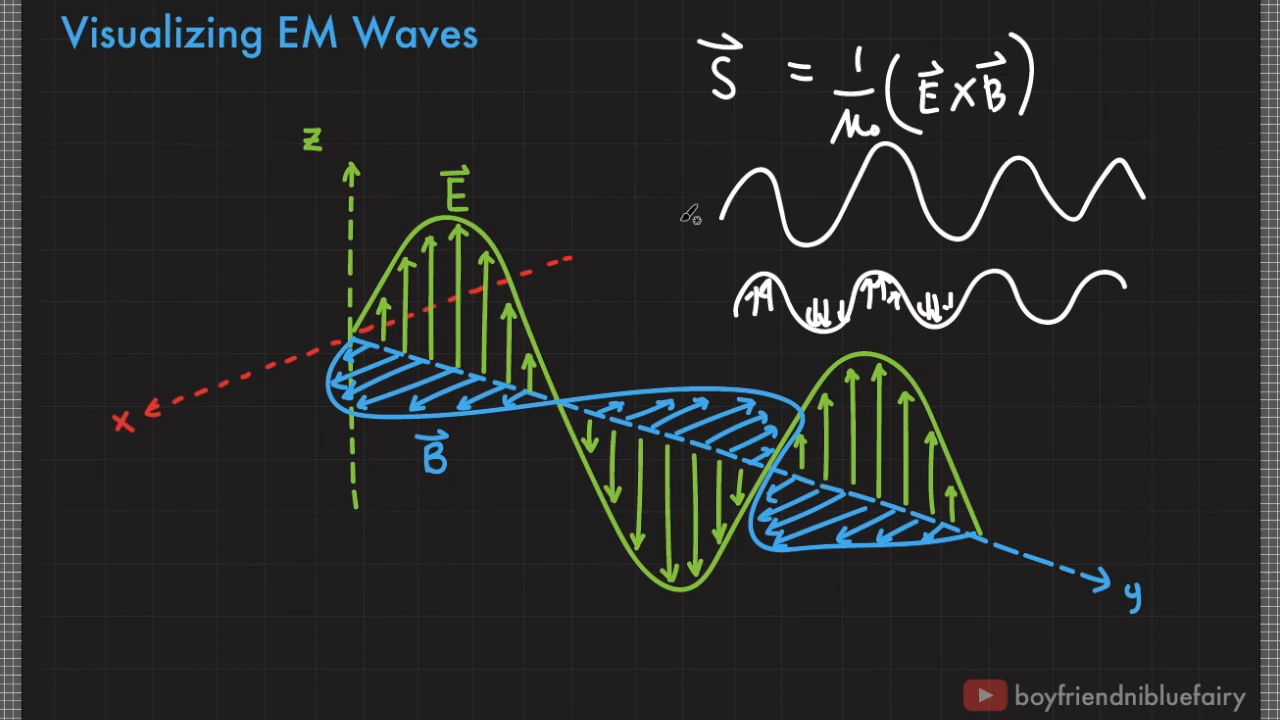 Visualizing EM Waves
S⃗ = 1/μ₀ (E⃗ × B⃗)
z
E⃗
x
B⃗
y
boyfriendnibluefairy